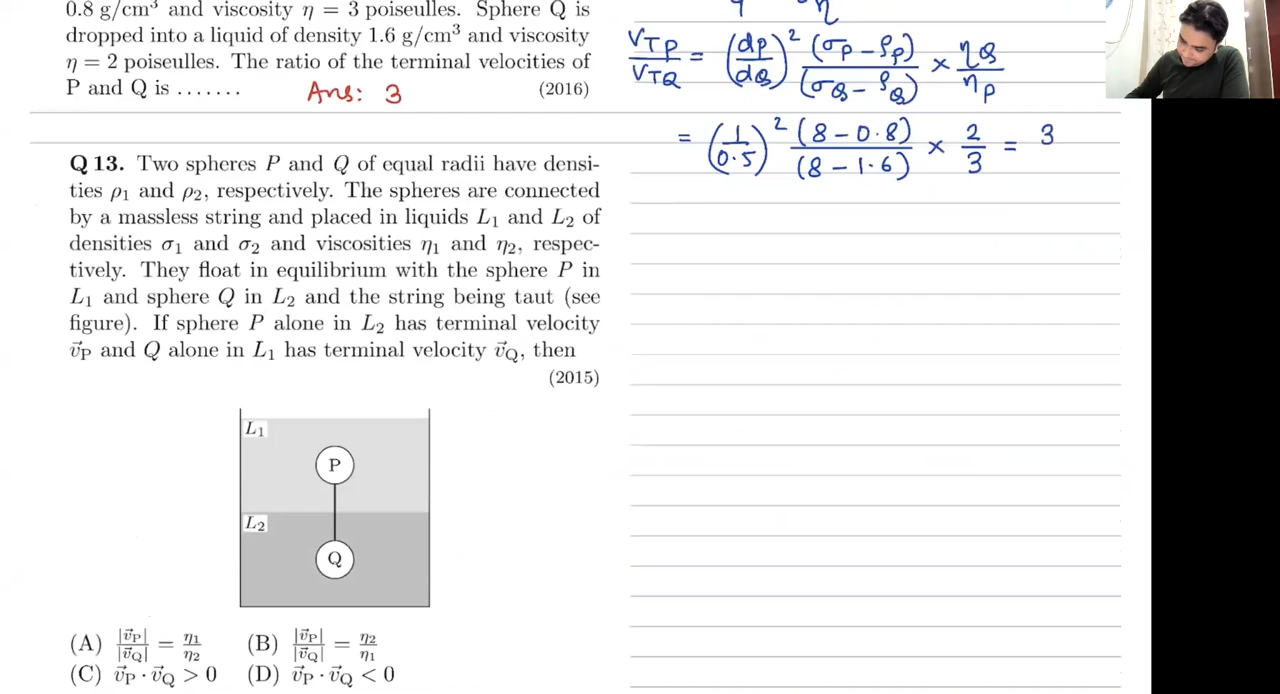 0.8 g/cm³ and viscosity η = 3 poiseulles. Sphere Q is
dropped into a liquid of density 1.6 g/cm³ and viscosity
η = 2 poiseulles. The ratio of the terminal velocities of
P and Q is .......
Ans: 3
(2016)
Q 13. Two spheres P and Q of equal radii have densi-
ties ρ₁ and ρ₂, respectively. The spheres are connected
by a massless string and placed in liquids L₁ and L₂ of
densities σ₁ and σ₂ and viscosities η₁ and η₂, respec-
tively. They float in equilibrium with the sphere P in
L₁ and sphere Q in L₂ and the string being taut (see
figure). If sphere P alone in L₂ has terminal velocity
v⃗P and Q alone in L₁ has terminal velocity v⃗Q, then
(2015)
L₁
P
L₂
Q
(A) |v⃗P|/|v⃗Q| = η₁/η₂ (B) |v⃗P|/|v⃗Q| = η₂/η₁
(C) v⃗P · v⃗Q > 0 (D) v⃗P · v⃗Q < 0
η
VTP/VTQ = (dP/dQ)² (σP − ρP)/(σQ − ρQ) × ηQ/ηP
= (1/0.5)² (8 − 0.8)/(8 − 1.6) × 2/3 = 3